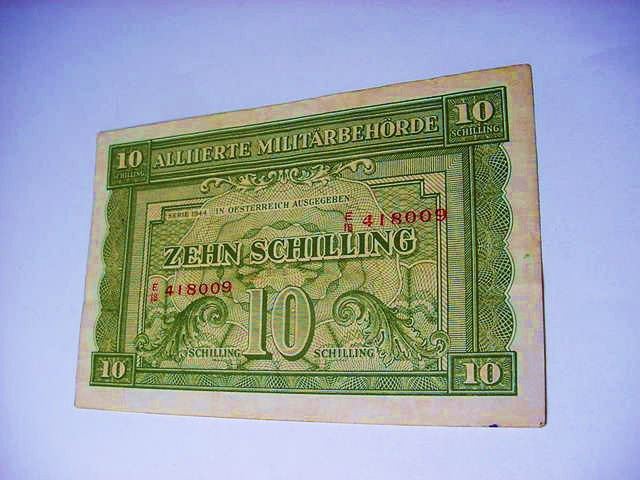 10
SCHILLING
ALLIIERTE MILITÄRBEHÖRDE
10
SCHILLING
SERIE 1944 IN OESTERREICH AUSGEGEBEN
E
18 418009
ZEHN SCHILLING
E
18 418009
SCHILLING 10 SCHILLING
10
10